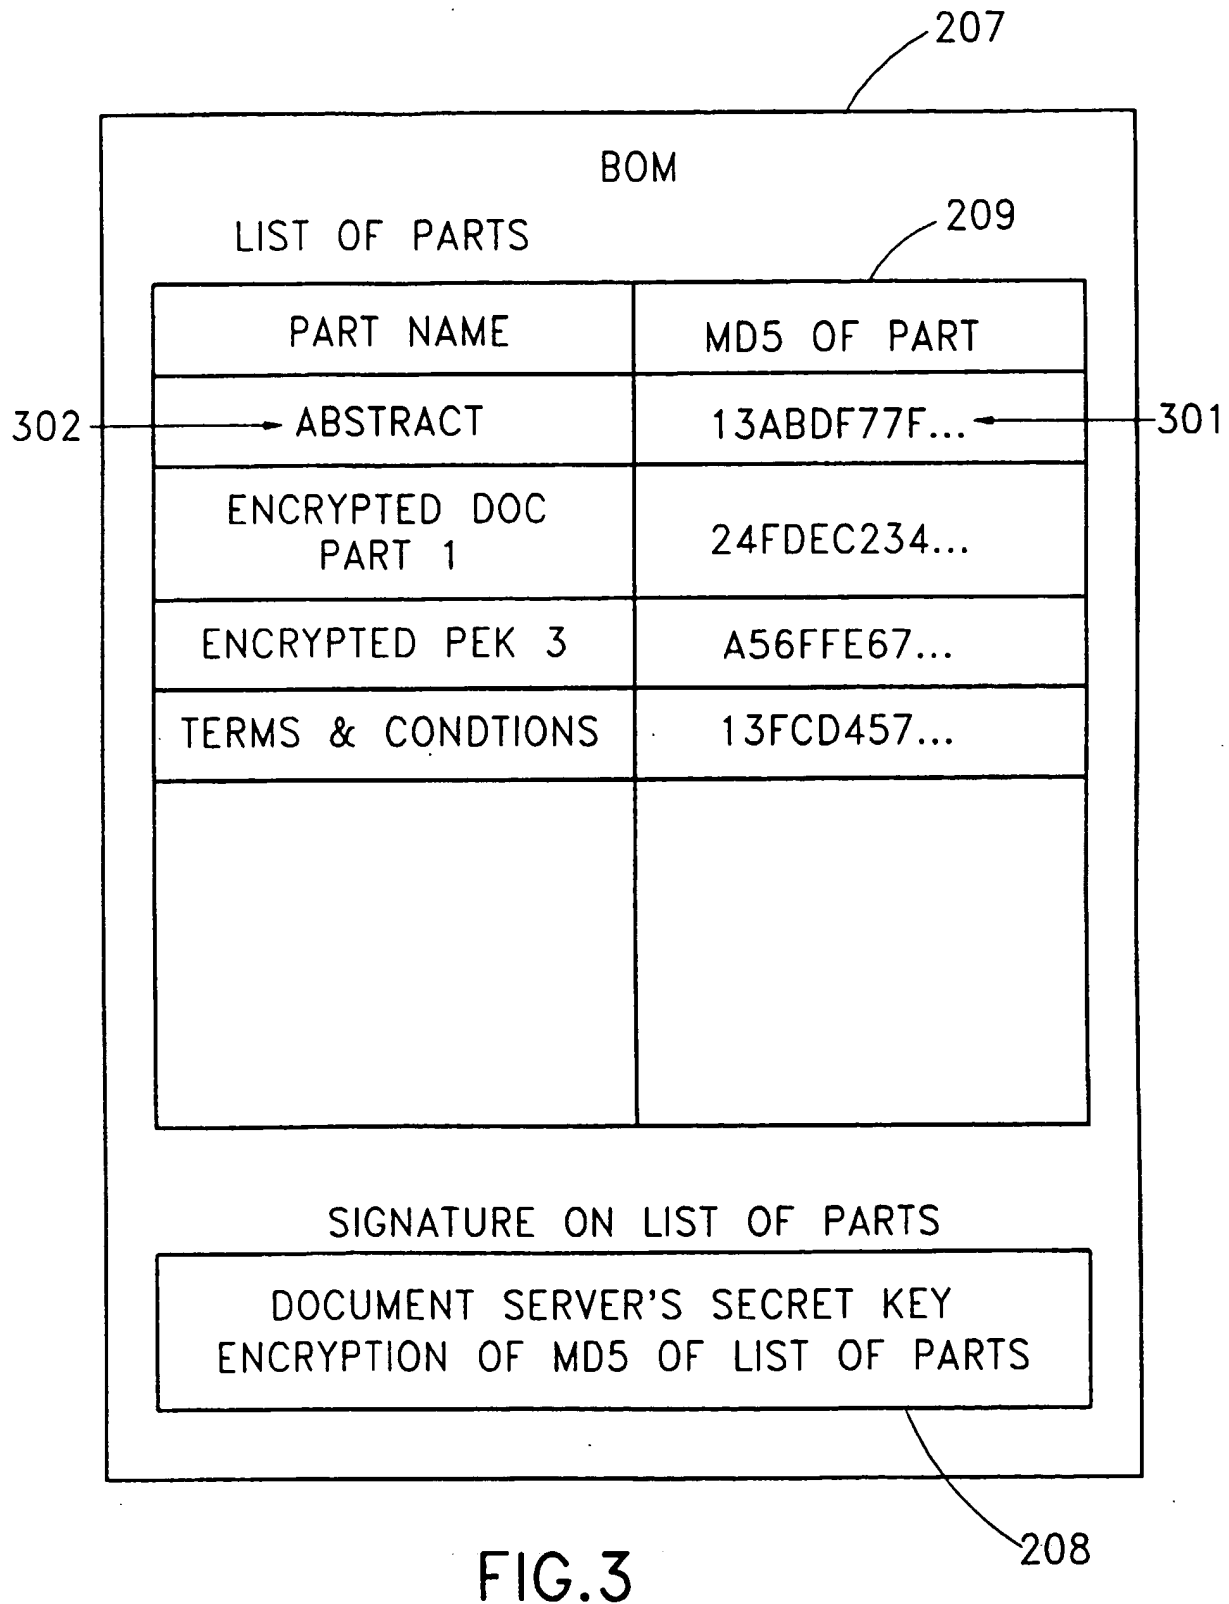 207
BOM
LIST OF PARTS
209
PART NAME
MD5 OF PART
302
ABSTRACT
13ABDF77F...
301
ENCRYPTED DOC
PART 1
24FDEC234...
ENCRYPTED PEK 3
A56FFE67...
TERMS & CONDTIONS
13FCD457...
SIGNATURE ON LIST OF PARTS
DOCUMENT SERVER'S SECRET KEY
ENCRYPTION OF MD5 OF LIST OF PARTS
208
FIG.3